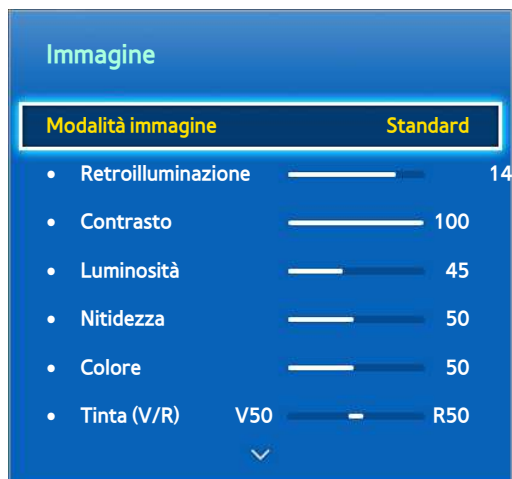 Immagine
Modalità immagine Standard
• Retroilluminazione 14
• Contrasto 100
• Luminosità 45
• Nitidezza 50
• Colore 50
• Tinta (V/R) V50 R50